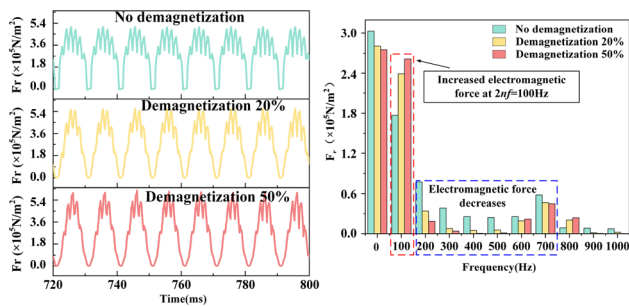 No demagnetization
Fr (×10⁵N/m²)
5.4
3.6
1.8
0.0
Demagnetization 20%
Fr (×10⁵N/m²)
5.4
3.6
1.8
0.0
Demagnetization 50%
Fr (×10⁵N/m²)
5.4
3.6
1.8
0.0
720 740 760 780 800
Time(ms)
No demagnetization
Demagnetization 20%
Demagnetization 50%
Increased electromagnetic
force at 2nf=100Hz
Electromagnetic force
decreases
Fr (×10⁵N/m²)
3.0
2.4
1.8
1.2
0.6
0.0
0 100 200 300 400 500 600 700 800 900 1000
Frequency(Hz)